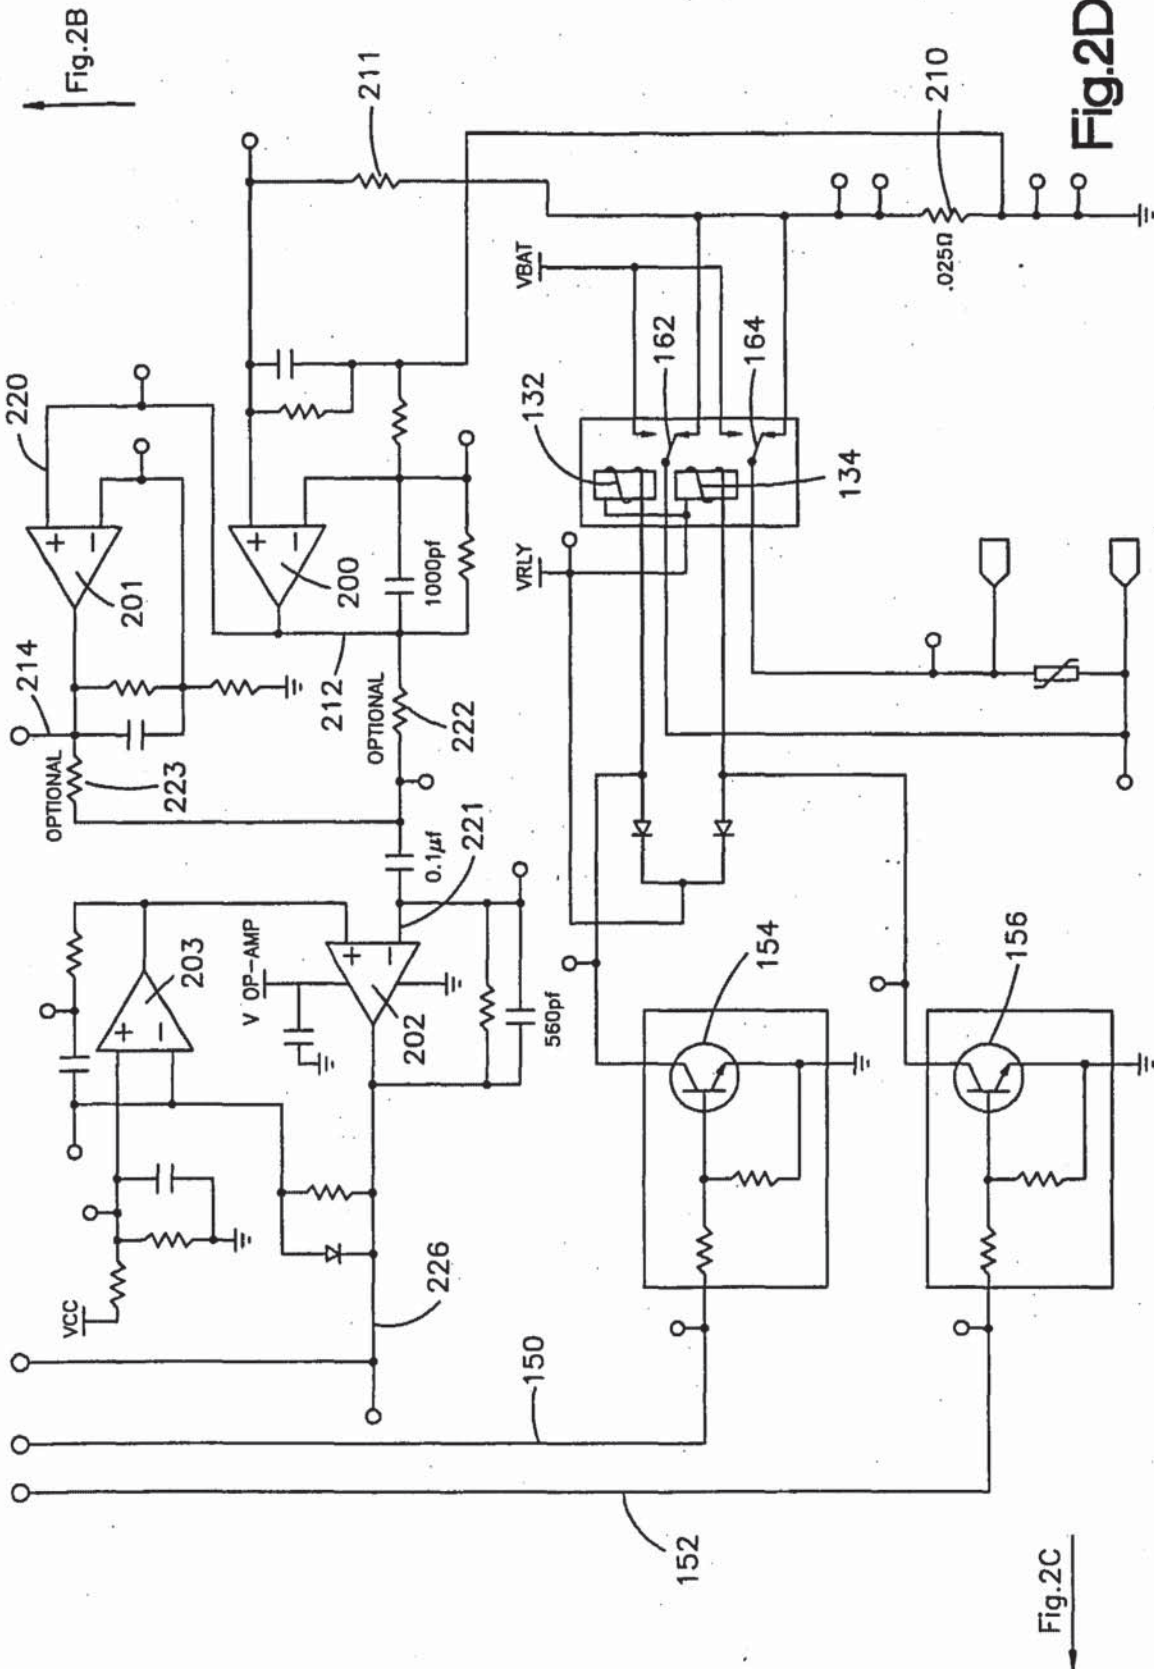 Fig.2B
220
211
201
214
200
1000pf
OPTIONAL
223
212
OPTIONAL
222
VBAT
162
132
164
134
VRLY
210
.025Ω
0.1μf
221
203
V OP-AMP
202
560pf
VCC
226
154
156
150
152
+
−
+
−
+
−
+
−
Fig.2C
Fig.2D